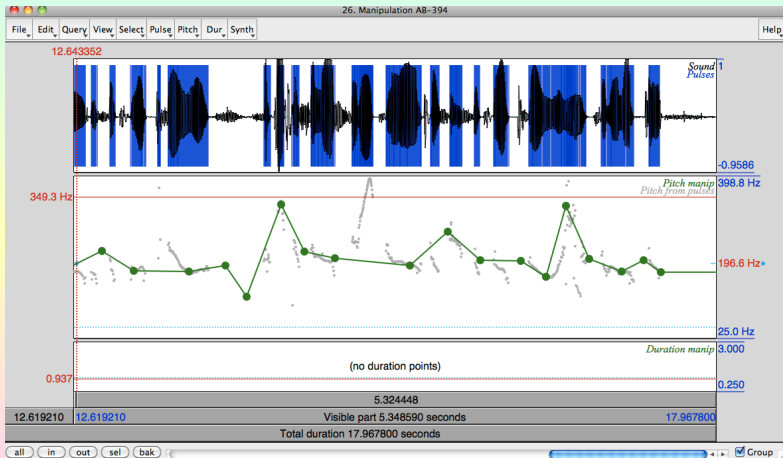 26. Manipulation AB-394
File Edit Query View Select Pulse Pitch Dur Synth Help
12.643352
Sound 1
Pulses
-0.9586
Pitch manip 398.8 Hz
Pitch from pulses
349.3 Hz
196.6 Hz
25.0 Hz
Duration manip 3.000
(no duration points)
0.937
0.250
5.324448
12.619210 12.619210 Visible part 5.348590 seconds 17.967800
Total duration 17.967800 seconds
all in out sel bak Group